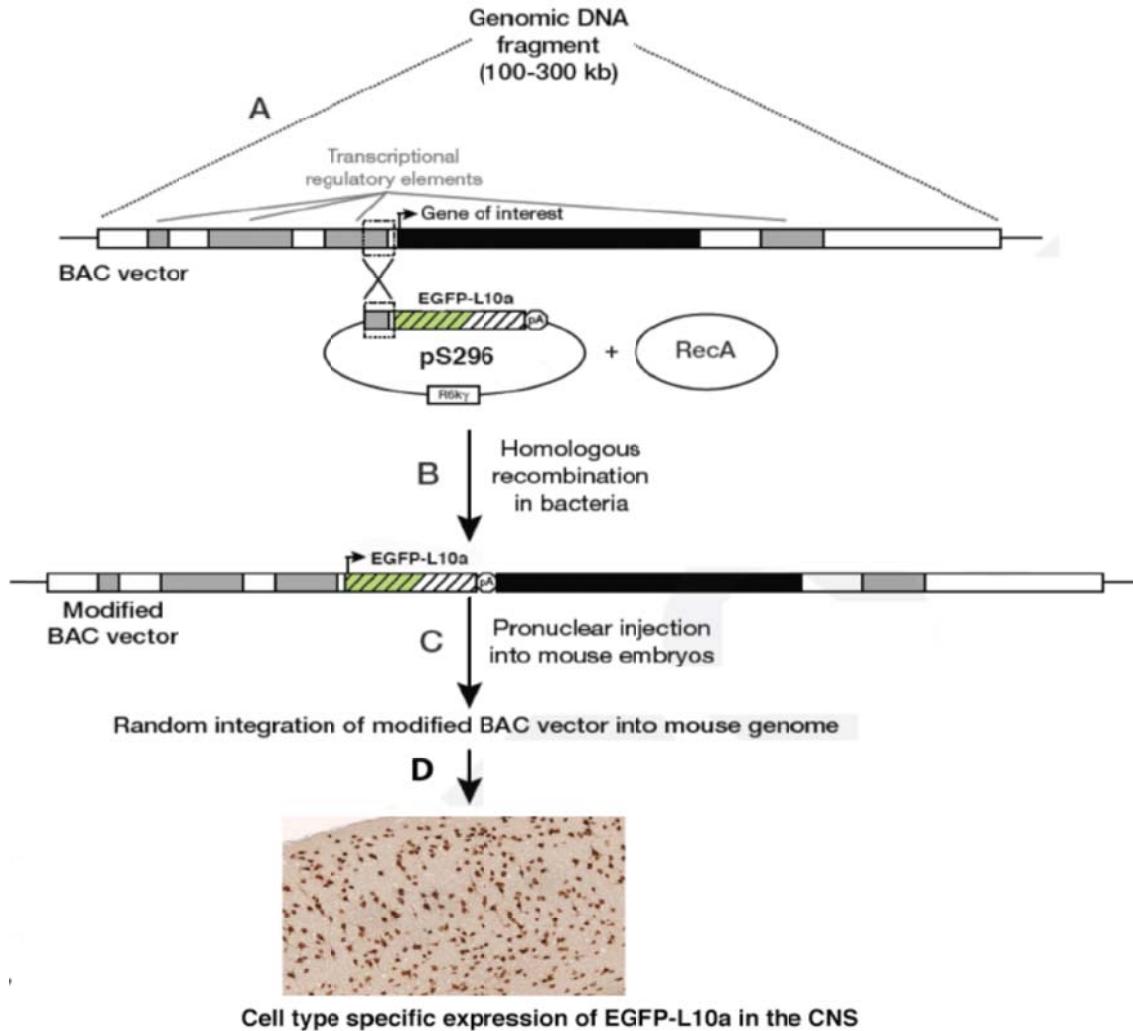 Genomic DNA
fragment
(100-300 kb)
A
Transcriptional
regulatory elements
Gene of interest
BAC vector
EGFP-L10a
pA
pS296
+
RecA
R6kγ
B
Homologous
recombination
in bacteria
EGFP-L10a
pA
Modified
BAC vector
C
Pronuclear injection
into mouse embryos
Random integration of modified BAC vector into mouse genome
D
Cell type specific expression of EGFP-L10a in the CNS